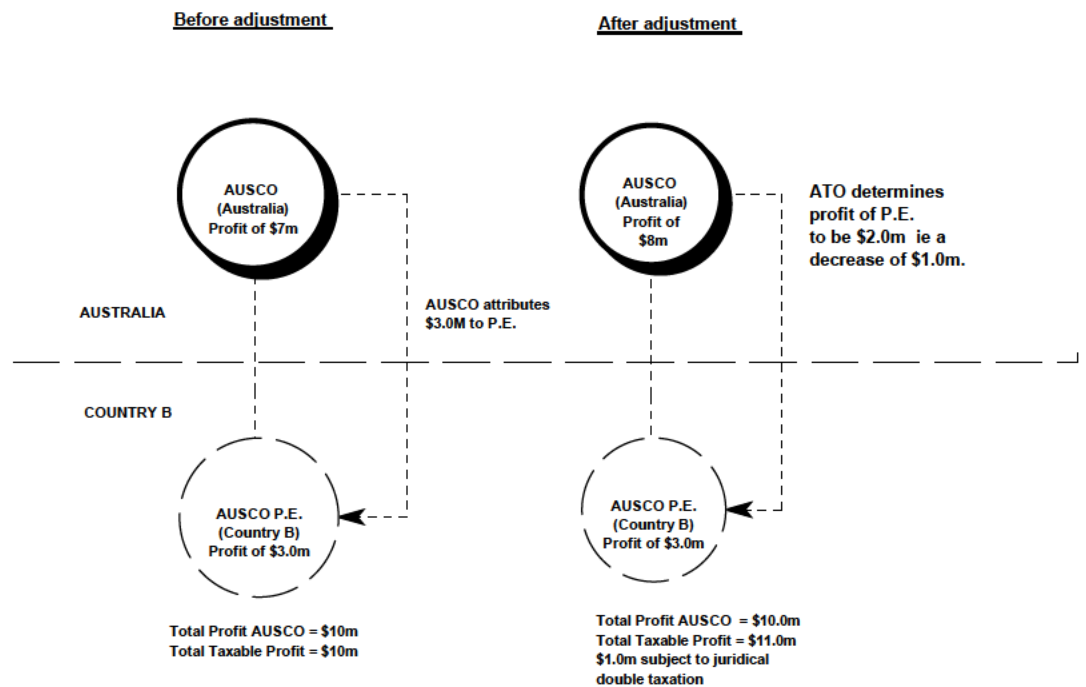 Before adjustment
After adjustment
AUSCO
(Australia)
Profit of $7m
AUSCO
(Australia)
Profit of
$8m
ATO determines
profit of P.E.
to be $2.0m ie a
decrease of $1.0m.
AUSTRALIA
AUSCO attributes
$3.0M to P.E.
COUNTRY B
AUSCO P.E.
(Country B)
Profit of $3.0m
AUSCO P.E.
(Country B)
Profit of $3.0m
Total Profit AUSCO = $10m
Total Taxable Profit = $10m
Total Profit AUSCO = $10.0m
Total Taxable Profit = $11.0m
$1.0m subject to juridical
double taxation